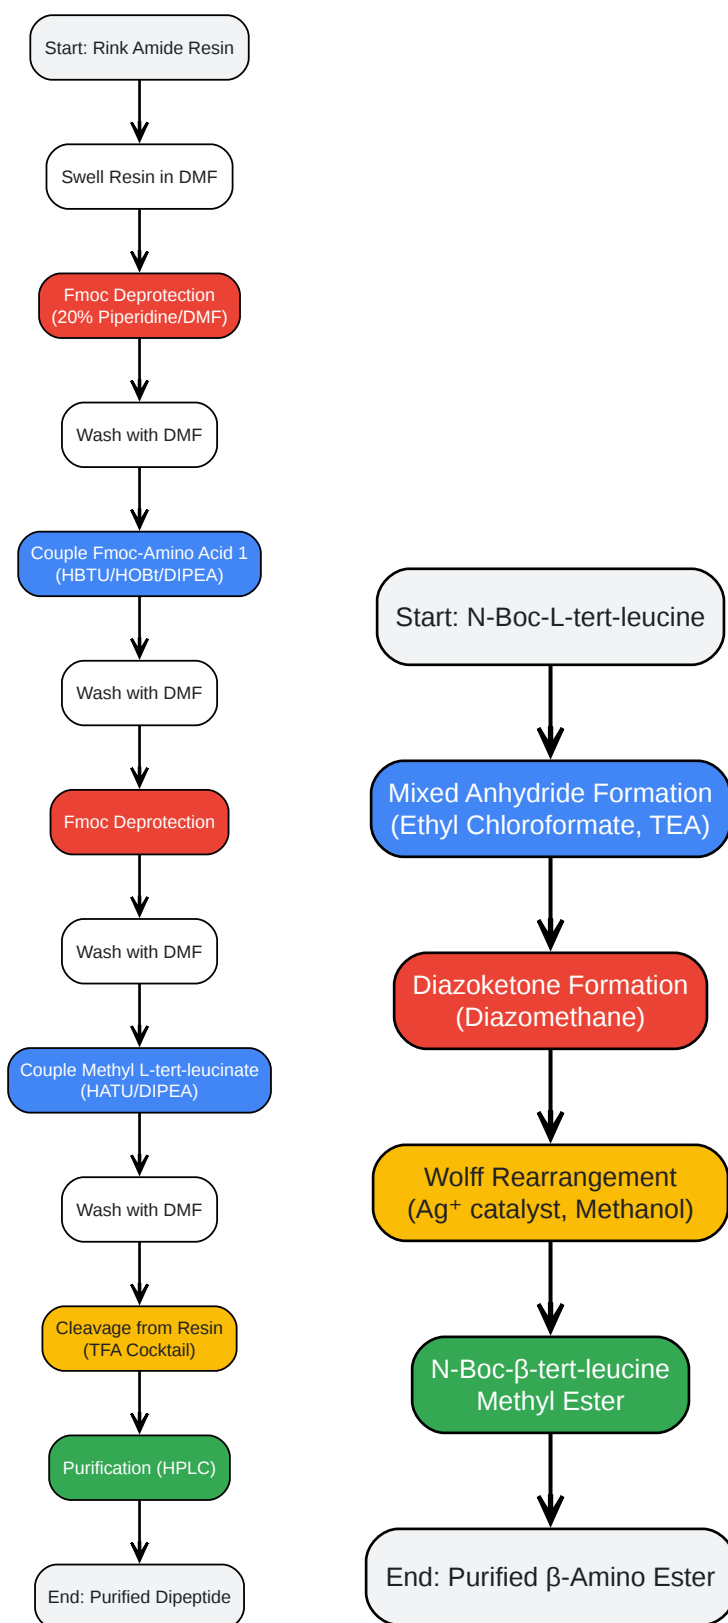 Start: Rink Amide Resin
Swell Resin in DMF
Fmoc Deprotection
(20% Piperidine/DMF)
Wash with DMF
Couple Fmoc-Amino Acid 1
(HBTU/HOBt/DIPEA)
Wash with DMF
Fmoc Deprotection
Wash with DMF
Couple Methyl L-tert-leucinate
(HATU/DIPEA)
Wash with DMF
Cleavage from Resin
(TFA Cocktail)
Purification (HPLC)
End: Purified Dipeptide
Start: N-Boc-L-tert-leucine
Mixed Anhydride Formation
(Ethyl Chloroformate, TEA)
Diazoketone Formation
(Diazomethane)
Wolff Rearrangement
(Ag⁺ catalyst, Methanol)
N-Boc-β-tert-leucine
Methyl Ester
End: Purified β-Amino Ester